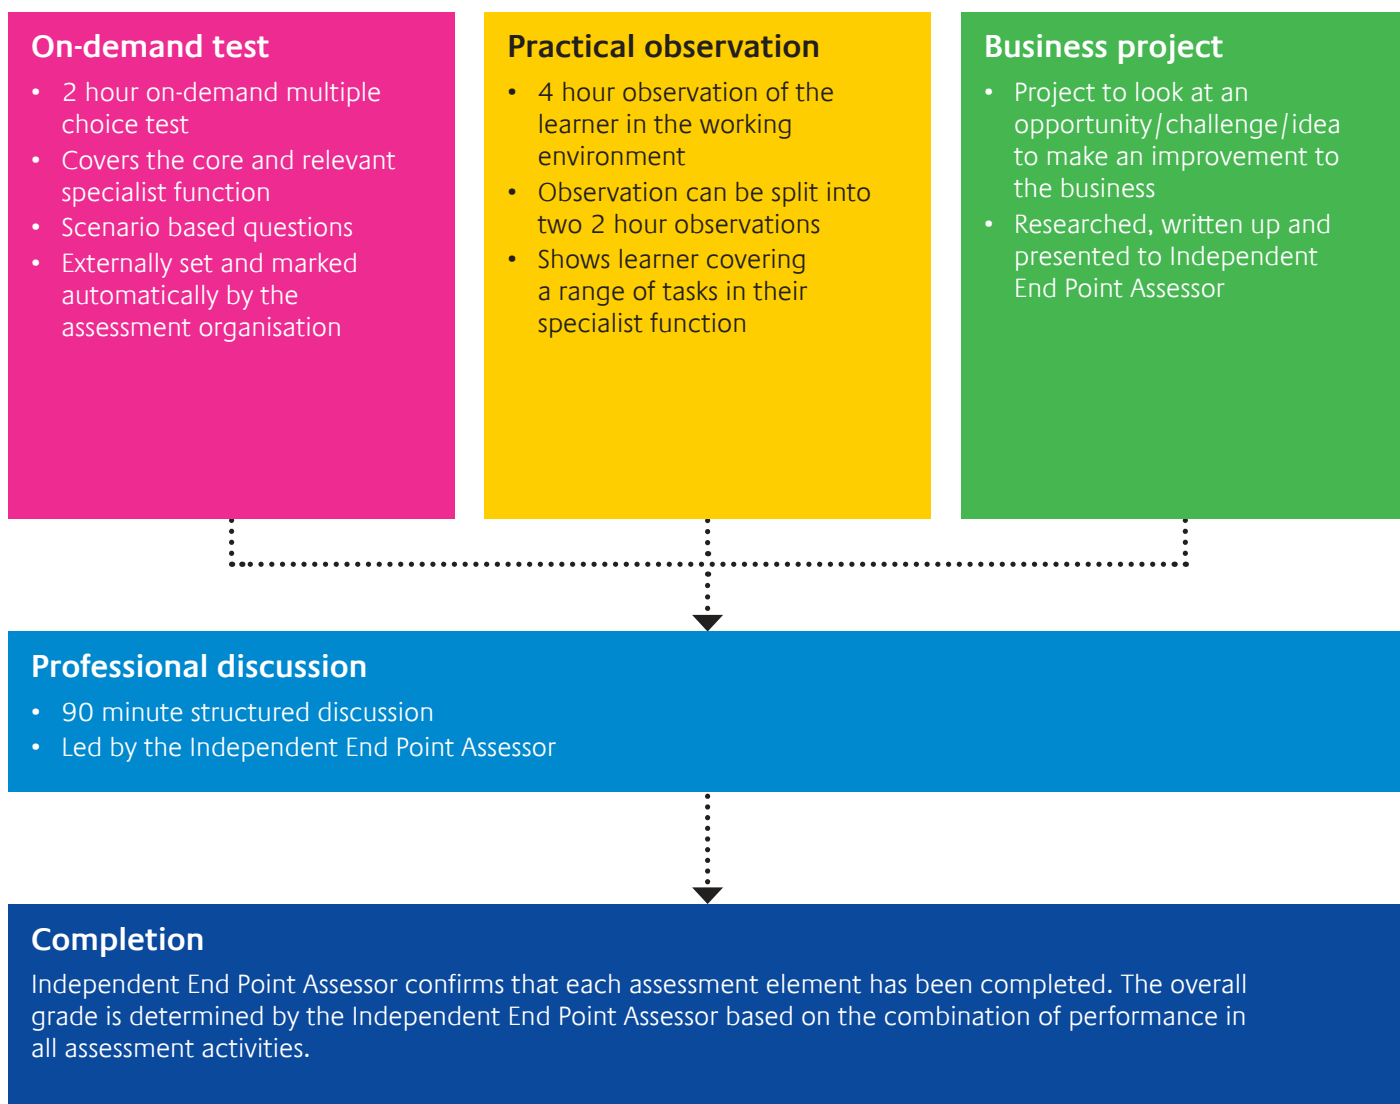 On-demand test
• 2 hour on-demand multiple
choice test
• Covers the core and relevant
specialist function
• Scenario based questions
• Externally set and marked
automatically by the
assessment organisation
Practical observation
• 4 hour observation of the
learner in the working
environment
• Observation can be split into
two 2 hour observations
• Shows learner covering
a range of tasks in their
specialist function
Business project
• Project to look at an
opportunity/challenge/idea
to make an improvement to
the business
• Researched, written up and
presented to Independent
End Point Assessor
Professional discussion
• 90 minute structured discussion
• Led by the Independent End Point Assessor
Completion
Independent End Point Assessor confirms that each assessment element has been completed. The overall
grade is determined by the Independent End Point Assessor based on the combination of performance in
all assessment activities.